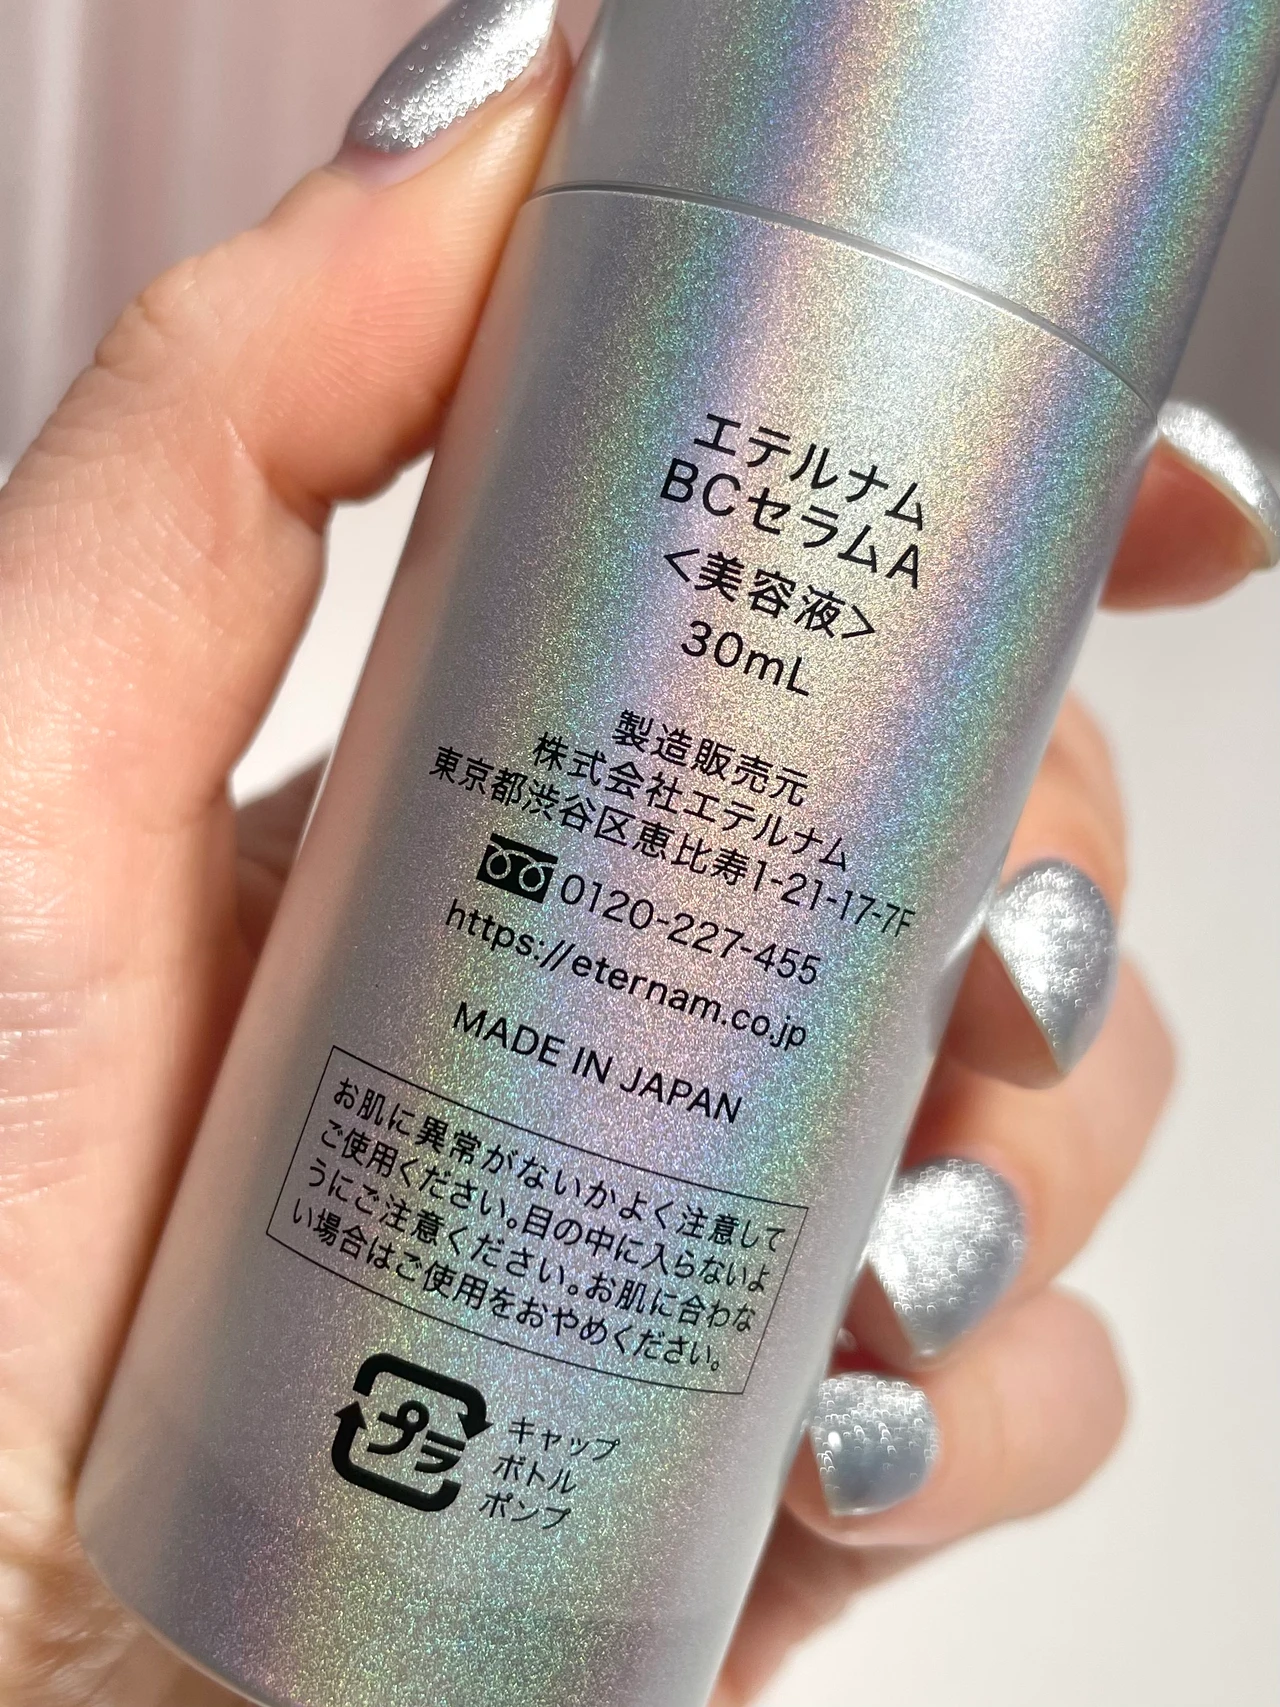 エテルナム
BCセラムA
<美容液>
30mL
製造販売元
株式会社エテルナム
東京都渋谷区恵比寿1-21-17-7F
0120-227-455
https://eternam.co.jp
MADE IN JAPAN
お肌に異常がないかよく注意して
ご使用ください。目の中に入らないよ
うにご注意ください。お肌に合わな
い場合はご使用をおやめください。
プラ
キャップ
ボトル
ポンプ